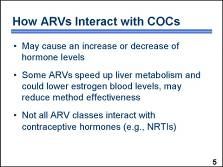 How ARVs Interact with COCs
• May cause an increase or decrease of
hormone levels
• Some ARVs speed up liver metabolism and
could lower estrogen blood levels, may
reduce method effectiveness
• Not all ARV classes interact with
contraceptive hormones (e.g., NRTIs)
5